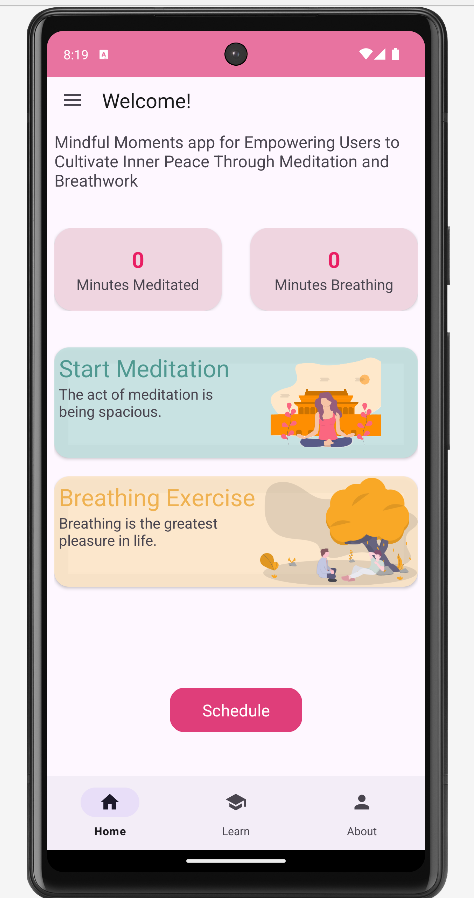 8:19 A
Welcome!
Mindful Moments app for Empowering Users to
Cultivate Inner Peace Through Meditation and
Breathwork
0
Minutes Meditated
0
Minutes Breathing
Start Meditation
The act of meditation is
being spacious.
Breathing Exercise
Breathing is the greatest
pleasure in life.
Schedule
Home
Learn
About